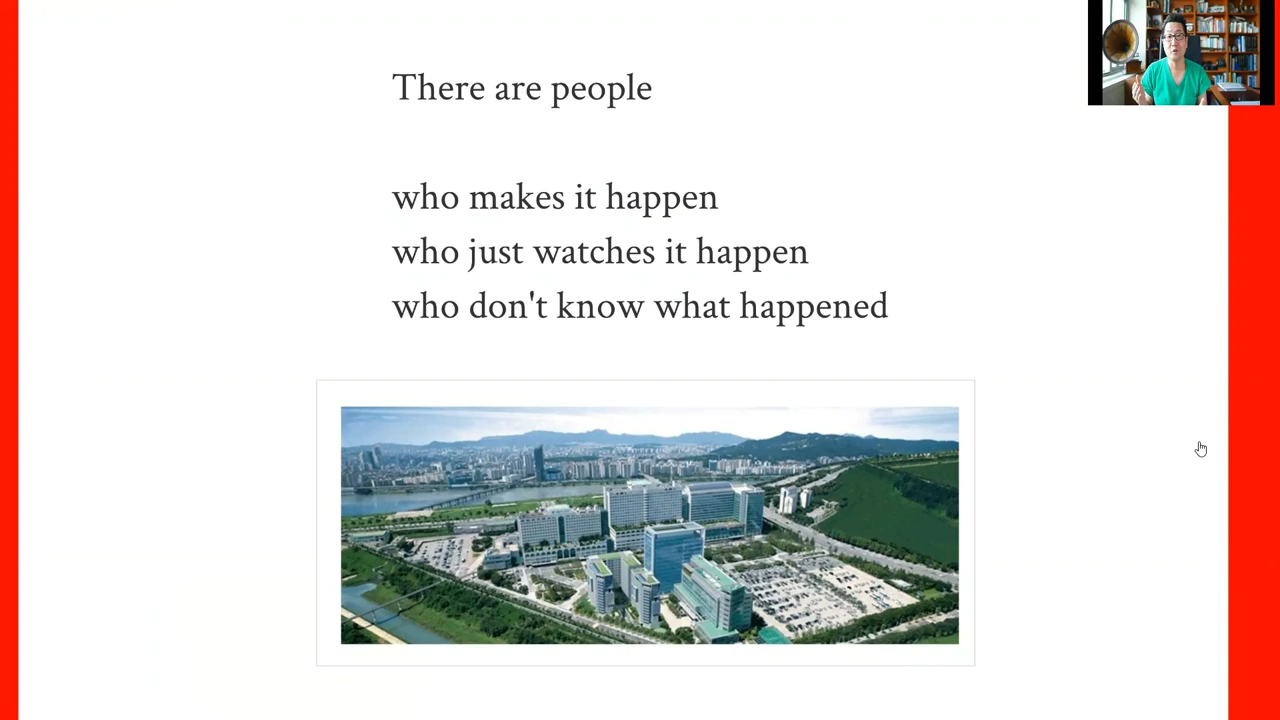 There are people
who makes it happen
who just watches it happen
who don't know what happened